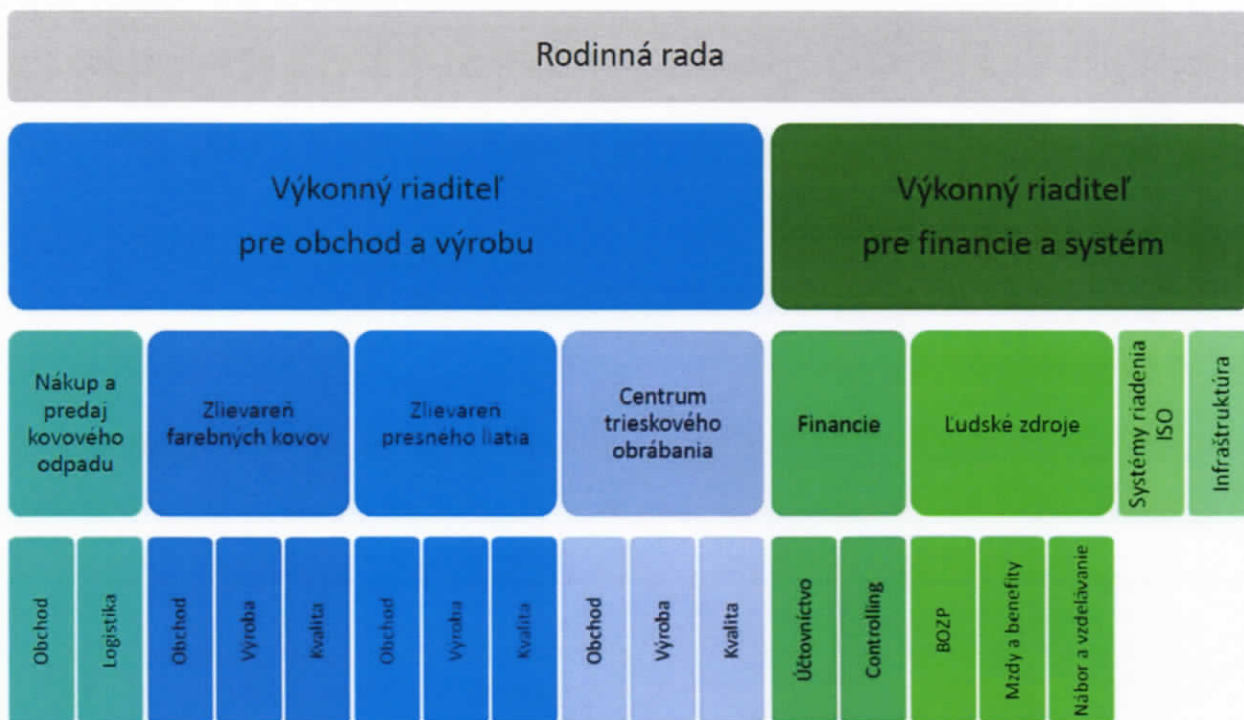 Rodinná rada
Výkonný riaditeľ
pre obchod a výrobu
Výkonný riaditeľ
pre financie a systém
Nákup a
predaj
kovového
odpadu
Zlievareň
farebných kovov
Zlievareň
presného liatia
Centrum
trieskového
obrábania
Financie
Ľudské zdroje
Systémy riadenia
ISO
Infraštruktúra
Obchod
Logistika
Obchod
Výroba
Kvalita
Obchod
Výroba
Kvalita
Obchod
Výroba
Kvalita
Účtovníctvo
Controlling
BOZP
Mzdy a benefity
Nábor a vzdelávanie